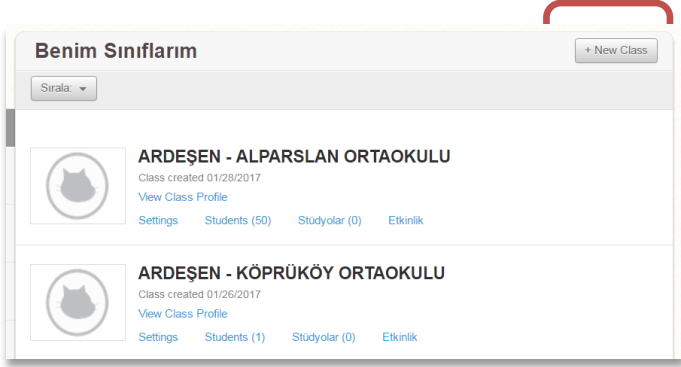 Benim Sınıflarım
+ New Class
Sırala:
ARDEŞEN - ALPARSLAN ORTAOKULU
Class created 01/28/2017
View Class Profile
Settings Students (50) Stüdyolar (0) Etkinlik
ARDEŞEN - KÖPRÜKÖY ORTAOKULU
Class created 01/26/2017
View Class Profile
Settings Students (1) Stüdyolar (0) Etkinlik